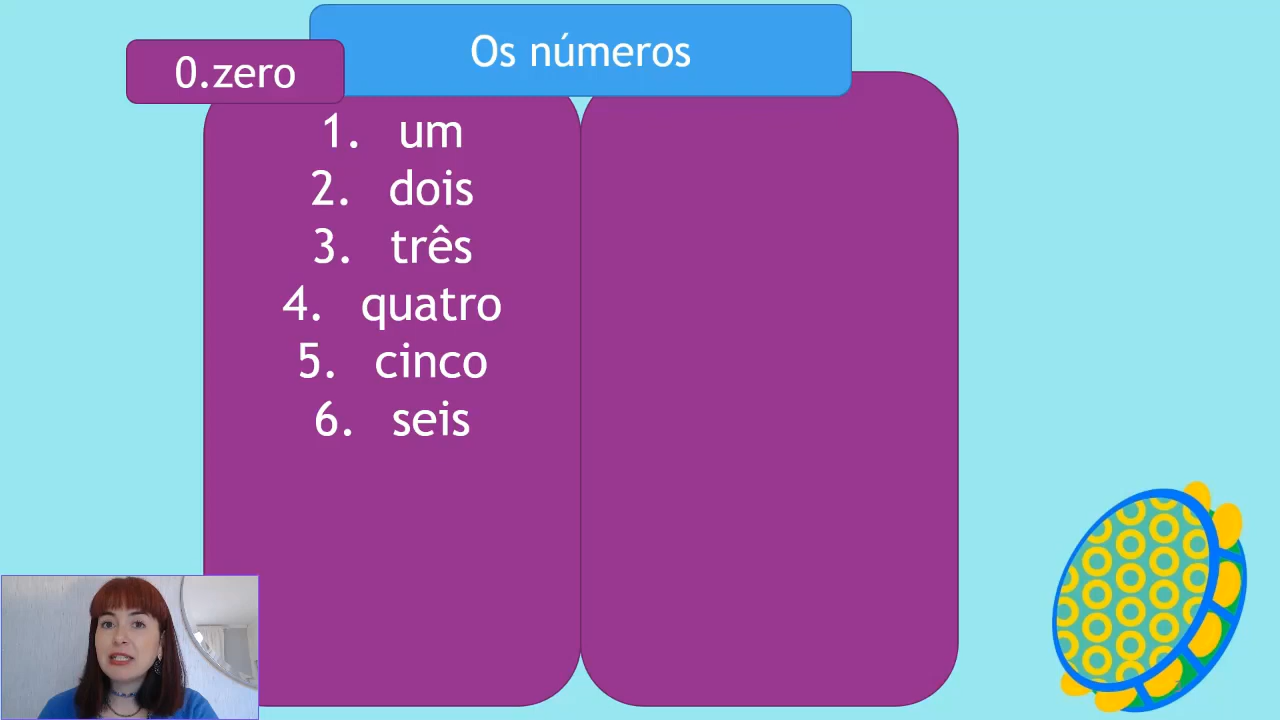 Os números
0.zero
1. um
2. dois
3. três
4. quatro
5. cinco
6. seis